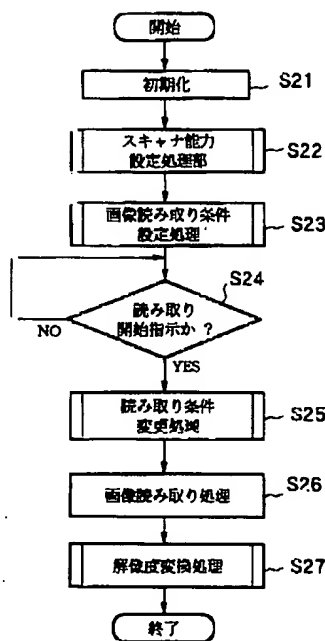 開始
初期化
S21
スキャナ能力
設定処理部
S22
画像読み取り条件
設定処理
S23
S24
読み取り
開始指示か?
NO
YES
読み取り条件
変更処理
S25
画像読み取り処理
S26
解像度変換処理
S27
終了